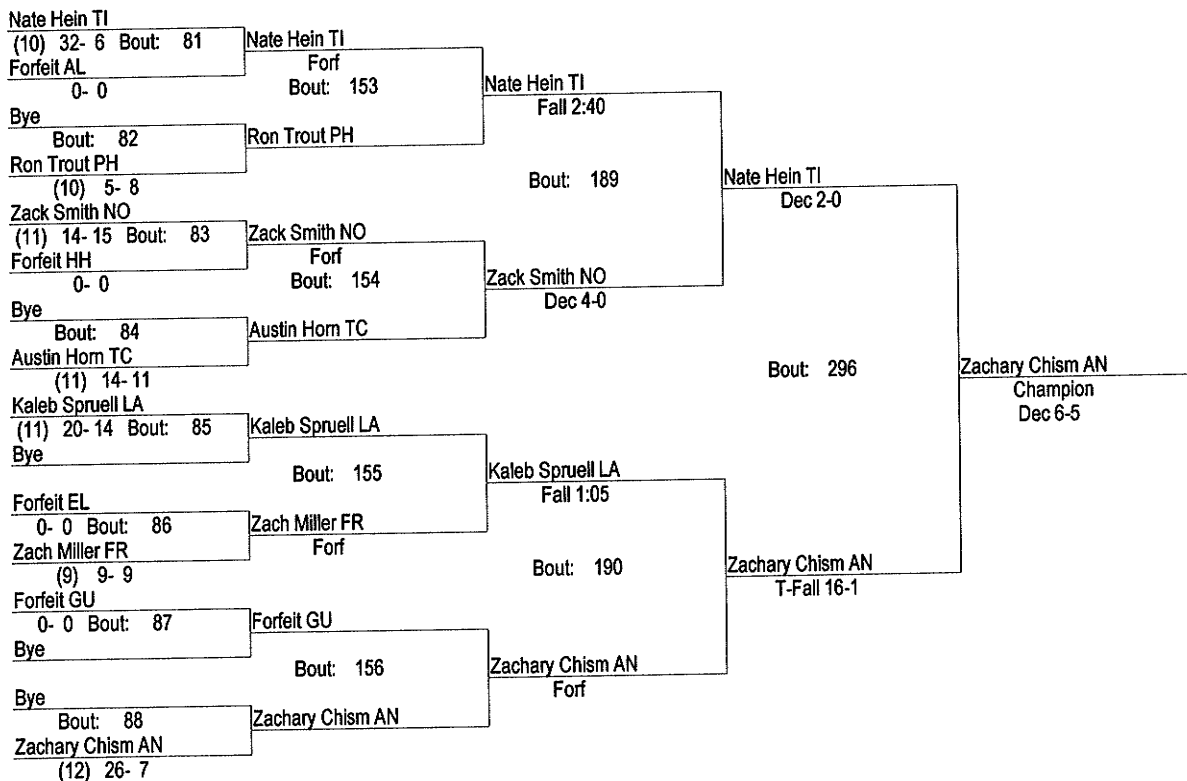 Nate Hein TI
(10) 32- 6 Bout: 81
Forfeit AL
0- 0
Bye
Bout: 82
Ron Trout PH
(10) 5- 8
Zack Smith NO
(11) 14- 15 Bout: 83
Forfeit HH
0- 0
Bye
Bout: 84
Austin Horn TC
(11) 14- 11
Kaleb Spruell LA
(11) 20- 14 Bout: 85
Bye
Forfeit EL
0- 0 Bout: 86
Zach Miller FR
(9) 9- 9
Forfeit GU
0- 0 Bout: 87
Bye
Bye
Bout: 88
Zachary Chism AN
(12) 26- 7
Nate Hein TI
Forf
Bout: 153
Ron Trout PH
Zack Smith NO
Forf
Bout: 154
Austin Horn TC
Kaleb Spruell LA
Bout: 155
Zach Miller FR
Forf
Forfeit GU
Bout: 156
Zachary Chism AN
Nate Hein TI
Fall 2:40
Bout: 189
Zack Smith NO
Dec 4-0
Kaleb Spruell LA
Fall 1:05
Bout: 190
Zachary Chism AN
Forf
Nate Hein TI
Dec 2-0
Bout: 296
Zachary Chism AN
T-Fall 16-1
Zachary Chism AN
Champion
Dec 6-5